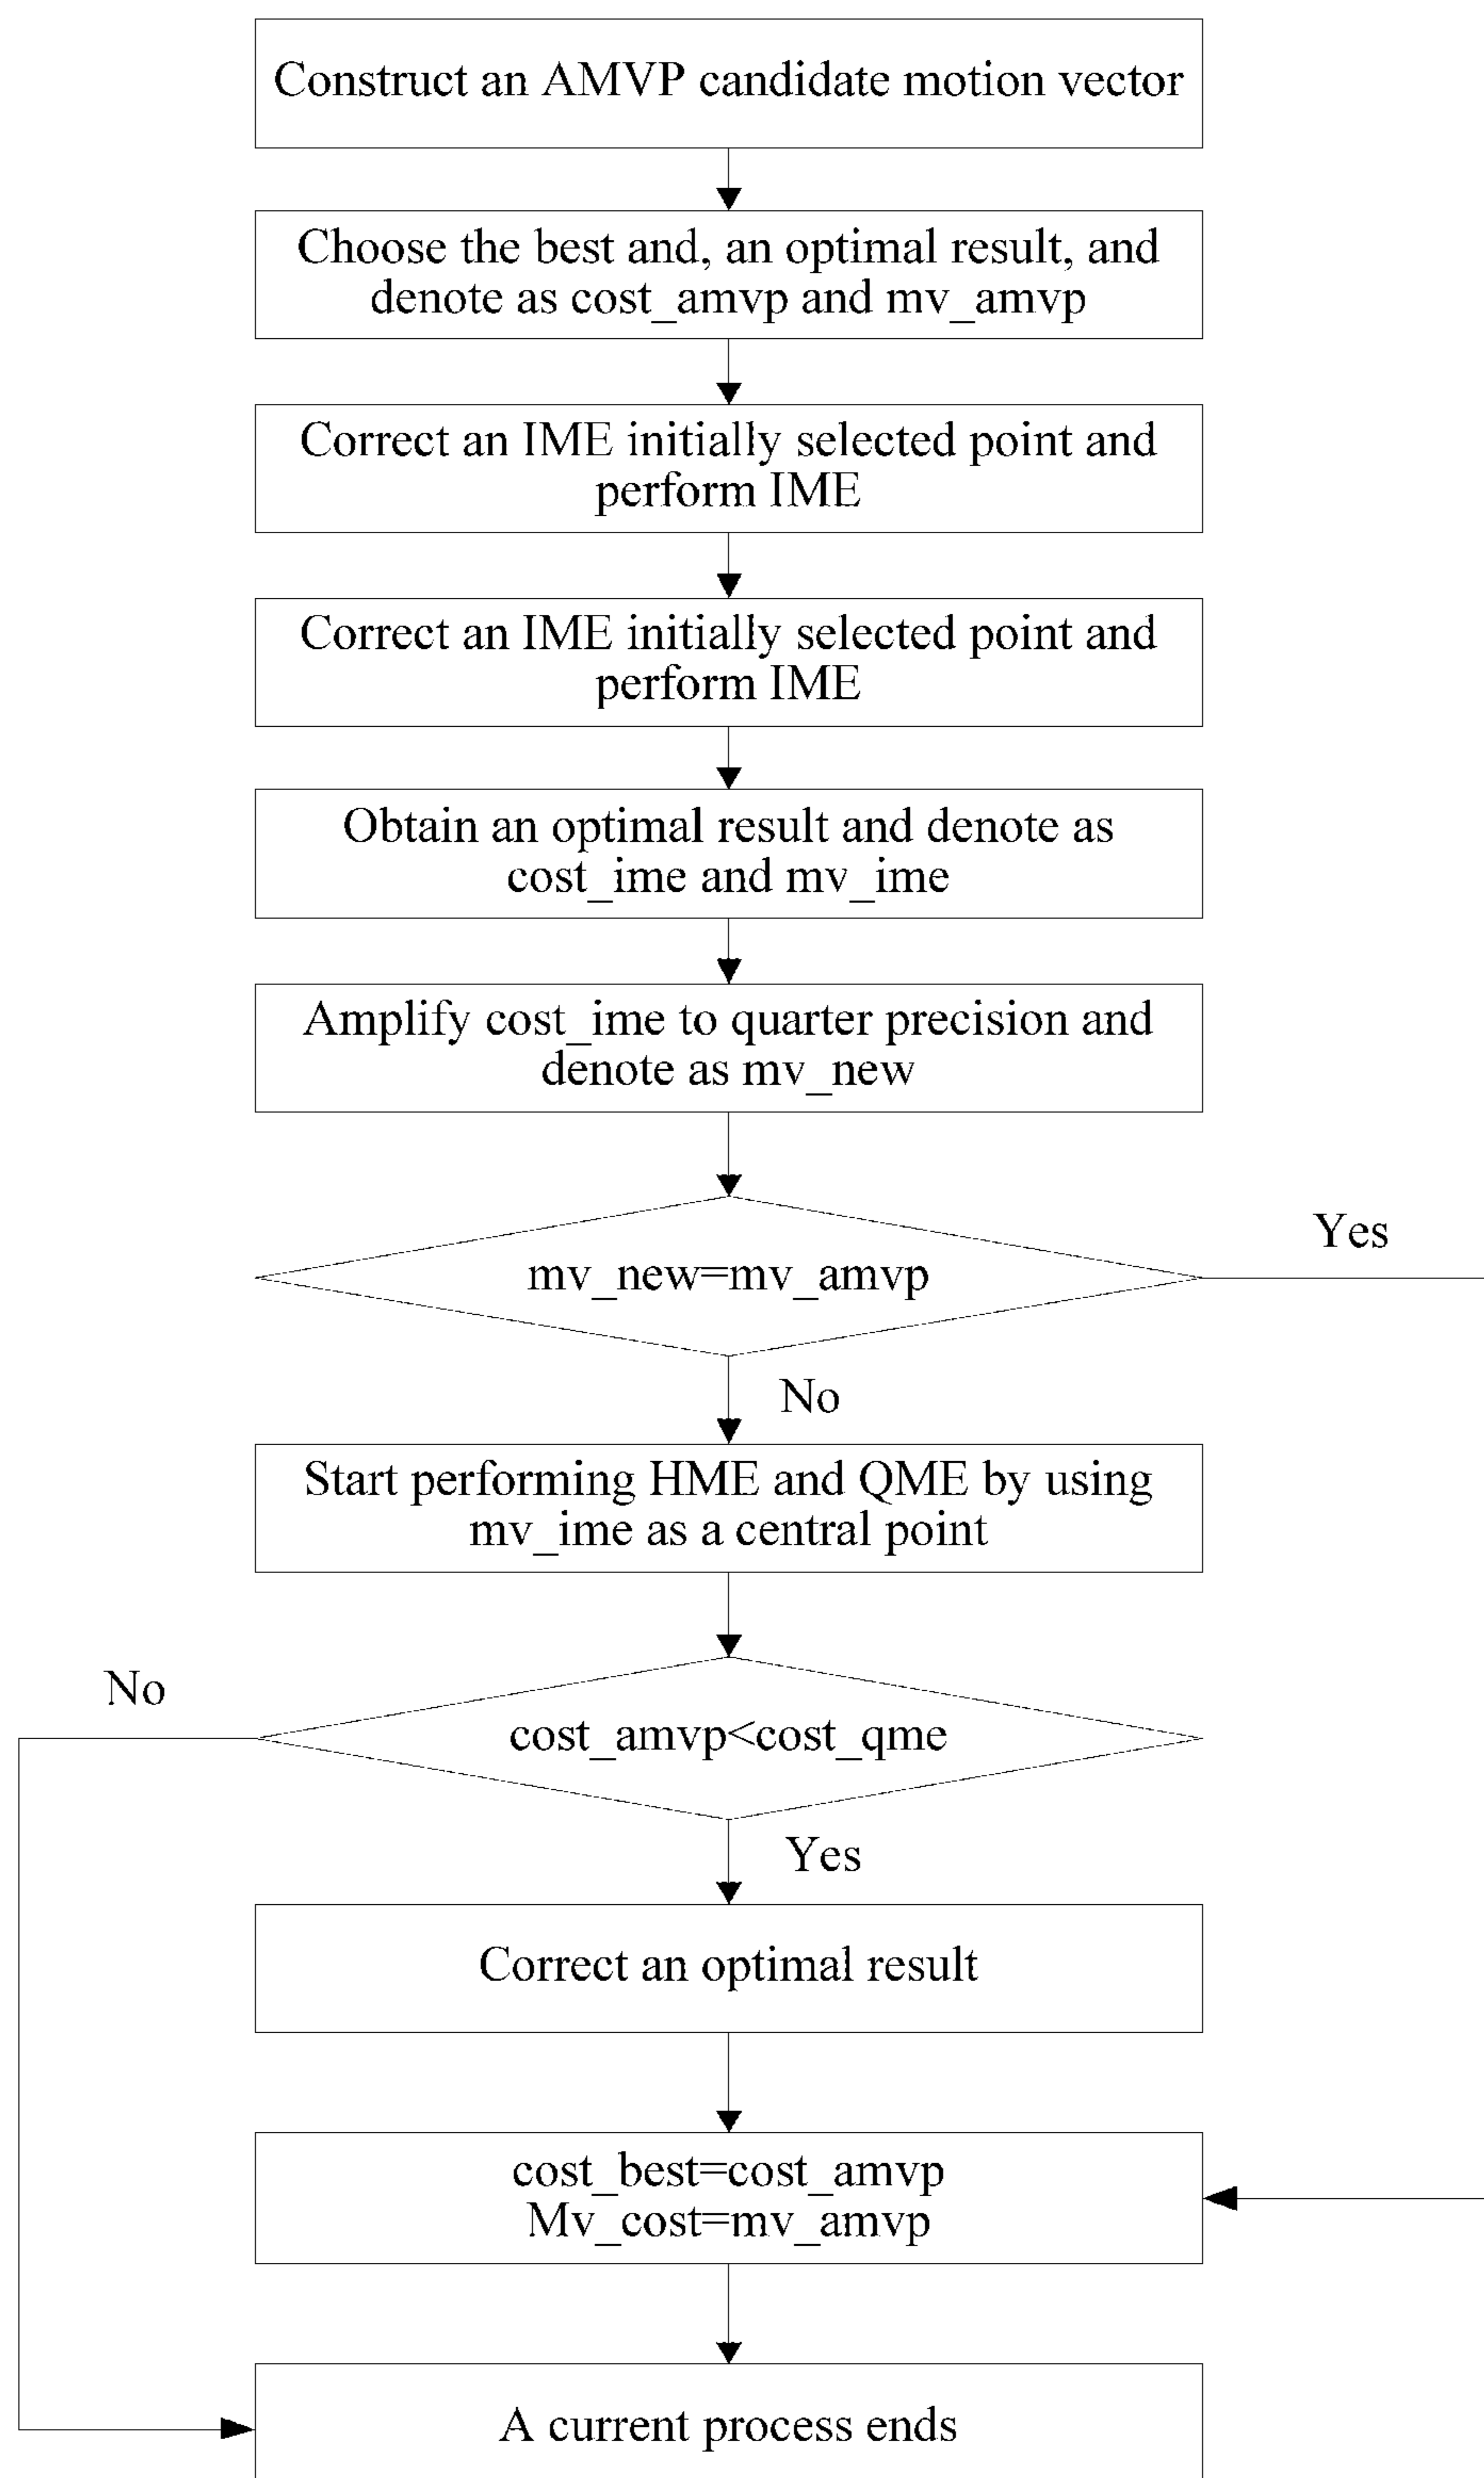 Construct an AMVP candidate motion vector
Choose the best and, an optimal result, and
denote as cost_amvp and mv_amvp
Correct an IME initially selected point and
perform IME
Correct an IME initially selected point and
perform IME
Obtain an optimal result and denote as
cost_ime and mv_ime
Amplify cost_ime to quarter precision and
denote as mv_new
mv_new=mv_amvp
Yes
No
Start performing HME and QME by using
mv_ime as a central point
cost_amvp<cost_qme
No
Yes
Correct an optimal result
cost_best=cost_amvp
Mv_cost=mv_amvp
A current process ends